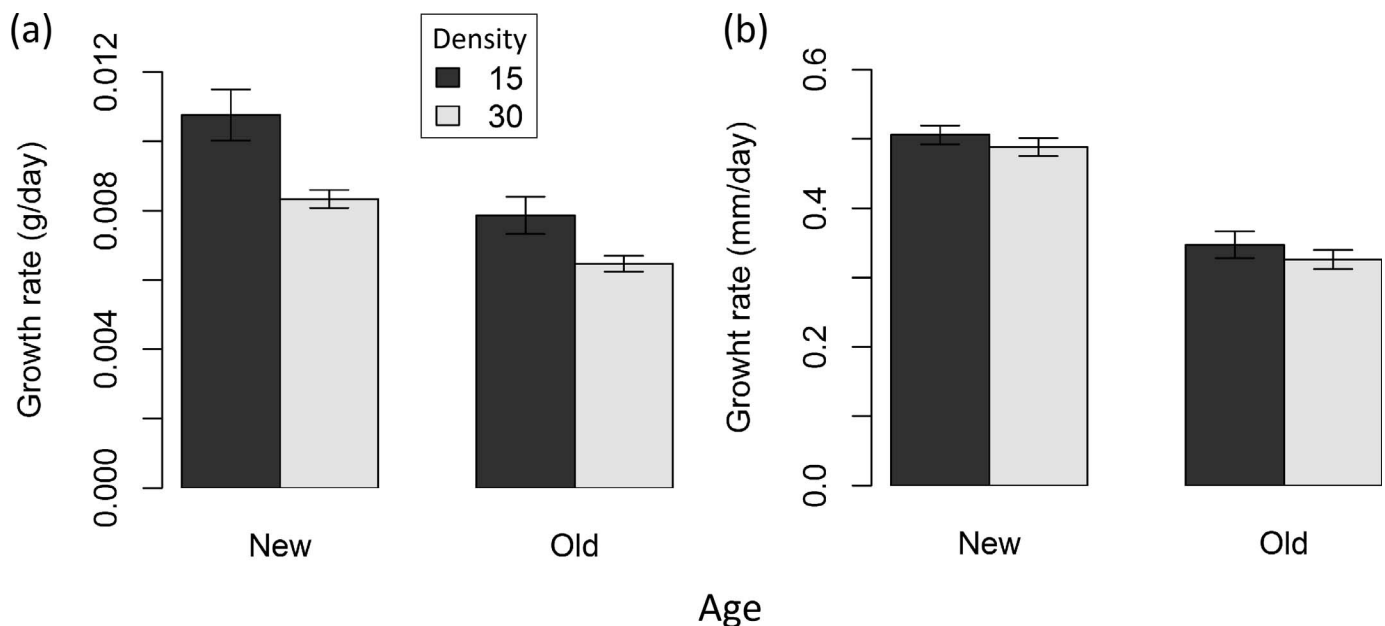 (a)
Density
15
30
Growth rate (g/day)
0.012
0.008
0.004
0.000
New
Old
(b)
Growht rate (mm/day)
0.6
0.4
0.2
0.0
New
Old
Age